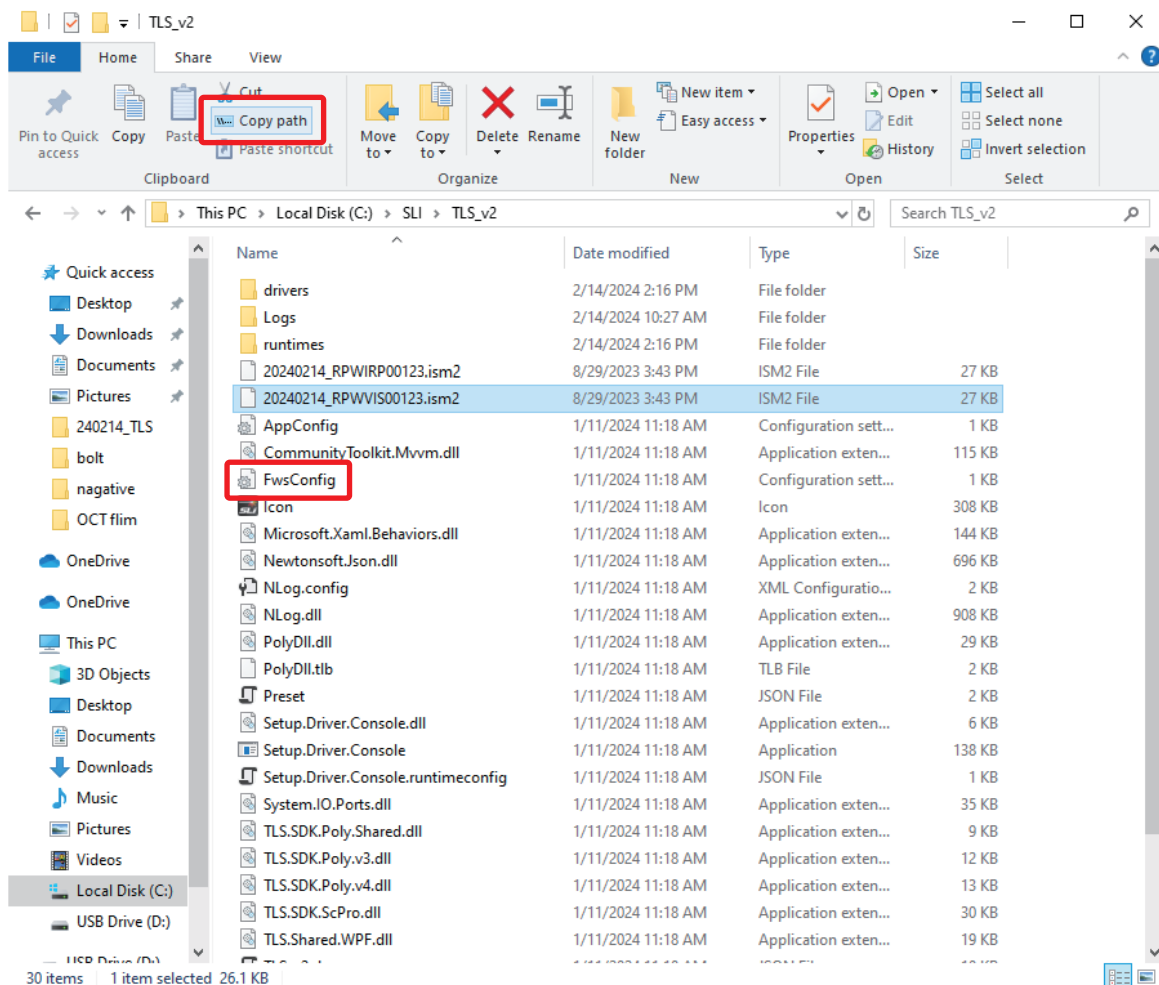 TLS_v2
File Home Share View
Pin to Quick access
Copy
Paste
Cut
Copy path
Paste shortcut
Clipboard
Move to
Copy to
Delete
Rename
Organize
New folder
New item
Easy access
New
Properties
Open
Edit
History
Open
Select all
Select none
Invert selection
Select
This PC > Local Disk (C:) > SLI > TLS_v2
Search TLS_v2
Quick access
Desktop
Downloads
Documents
Pictures
240214_TLS
bolt
nagative
OCT flim
OneDrive
OneDrive
This PC
3D Objects
Desktop
Documents
Downloads
Music
Pictures
Videos
Local Disk (C:)
USB Drive (D:)
USB Drive (D:)
Name Date modified Type Size
drivers 2/14/2024 2:16 PM File folder
Logs 2/14/2024 10:27 AM File folder
runtimes 2/14/2024 2:16 PM File folder
20240214_RPWIRP00123.ism2 8/29/2023 3:43 PM ISM2 File 27 KB
20240214_RPWVIS00123.ism2 8/29/2023 3:43 PM ISM2 File 27 KB
AppConfig 1/11/2024 11:18 AM Configuration sett... 1 KB
CommunityToolkit.Mvvm.dll 1/11/2024 11:18 AM Application exten... 115 KB
FwsConfig 1/11/2024 11:18 AM Configuration sett... 1 KB
Icon 1/11/2024 11:18 AM Icon 308 KB
Microsoft.Xaml.Behaviors.dll 1/11/2024 11:18 AM Application exten... 144 KB
Newtonsoft.Json.dll 1/11/2024 11:18 AM Application exten... 696 KB
NLog.config 1/11/2024 11:18 AM XML Configuratio... 2 KB
NLog.dll 1/11/2024 11:18 AM Application exten... 908 KB
PolyDll.dll 1/11/2024 11:18 AM Application exten... 29 KB
PolyDll.tlb 1/11/2024 11:18 AM TLB File 2 KB
Preset 1/11/2024 11:18 AM JSON File 2 KB
Setup.Driver.Console.dll 1/11/2024 11:18 AM Application exten... 6 KB
Setup.Driver.Console 1/11/2024 11:18 AM Application 138 KB
Setup.Driver.Console.runtimeconfig 1/11/2024 11:18 AM JSON File 1 KB
System.IO.Ports.dll 1/11/2024 11:18 AM Application exten... 35 KB
TLS.SDK.Poly.Shared.dll 1/11/2024 11:18 AM Application exten... 9 KB
TLS.SDK.Poly.v3.dll 1/11/2024 11:18 AM Application exten... 12 KB
TLS.SDK.Poly.v4.dll 1/11/2024 11:18 AM Application exten... 13 KB
TLS.SDK.ScPro.dll 1/11/2024 11:18 AM Application exten... 30 KB
TLS.Shared.WPF.dll 1/11/2024 11:18 AM Application exten... 19 KB
30 items 1 item selected 26.1 KB